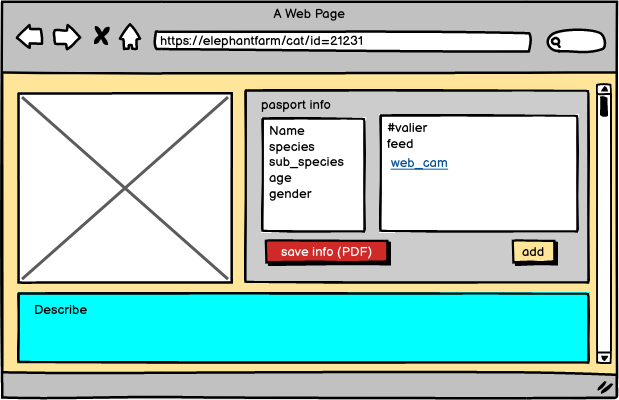 A Web Page
https://elephantfarm/cat/id=21231
pasport info
Name
species
sub_species
age
gender
#valier
feed
web_cam
save info (PDF)
add
Describe